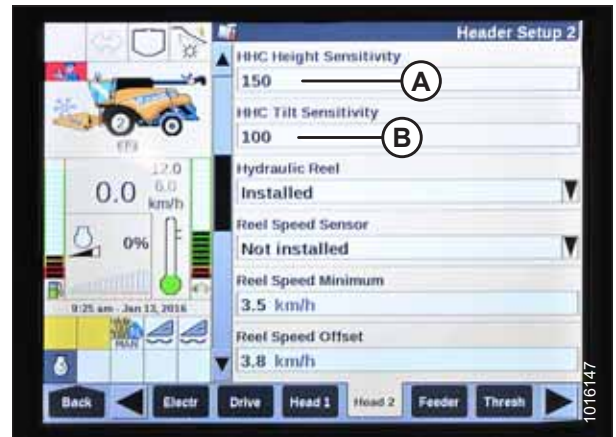 Header Setup 2
HHC Height Sensitivity
150
A
HHC Tilt Sensitivity
100
B
Hydraulic Reel
Installed
Reel Speed Sensor
Not installed
Reel Speed Minimum
3.5 km/h
Reel Speed Offset
3.8 km/h
2
12.0
6.0
0.0
km/h
0%
9:25 am - Jan 13, 2016
MAN
Back
Electr
Drive
Head 1
Head 2
Feeder
Thresh
1016147